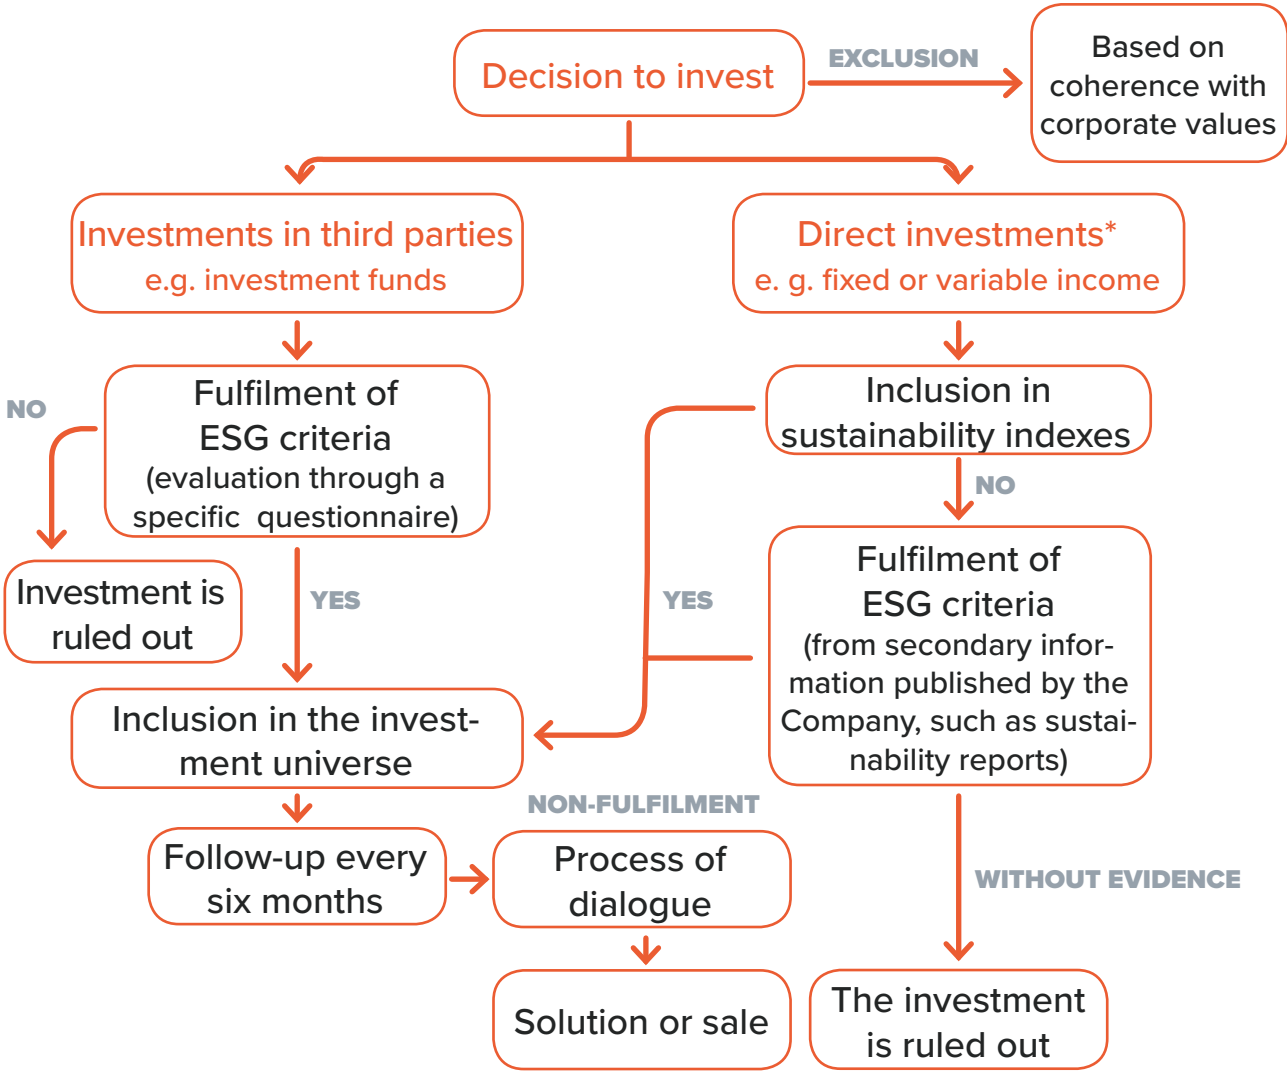 Decision to invest
EXCLUSION
Based on
coherence with
corporate values
Investments in third parties
e.g. investment funds
Direct investments*
e. g. fixed or variable income
NO
Fulfilment of
ESG criteria
(evaluation through a
specific questionnaire)
Inclusion in
sustainability indexes
NO
Investment is
ruled out
YES
YES
Fulfilment of
ESG criteria
(from secondary infor-
mation published by the
Company, such as sustai-
nability reports)
Inclusion in the invest-
ment universe
NON-FULFILMENT
Follow-up every
six months
Process of
dialogue
WITHOUT EVIDENCE
Solution or sale
The investment
is ruled out